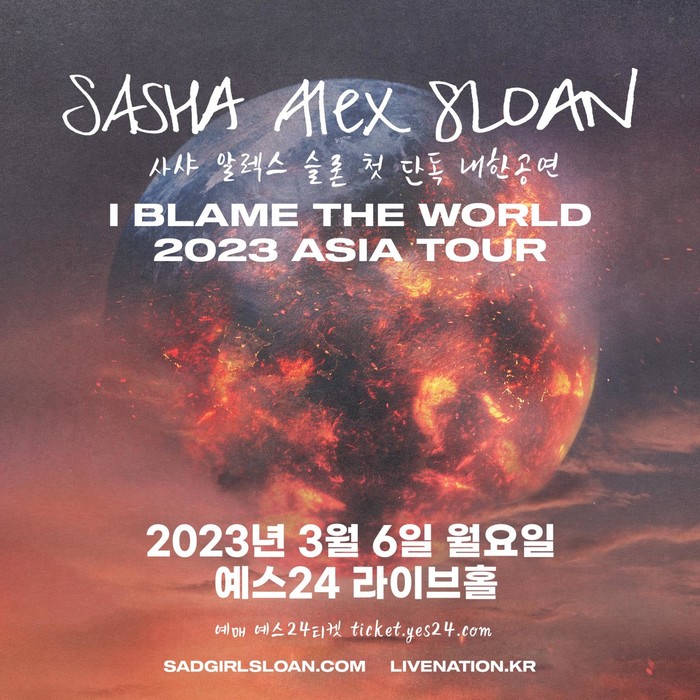 SASHA Alex SLOAN
사샤 알렉스 슬론 첫 단독 내한공연
I BLAME THE WORLD
2023 ASIA TOUR
2023년 3월 6일 월요일
예스24 라이브홀
예매 예스24티켓 ticket.yes24.com
SADGIRLSLOAN.COM LIVENATION.KR